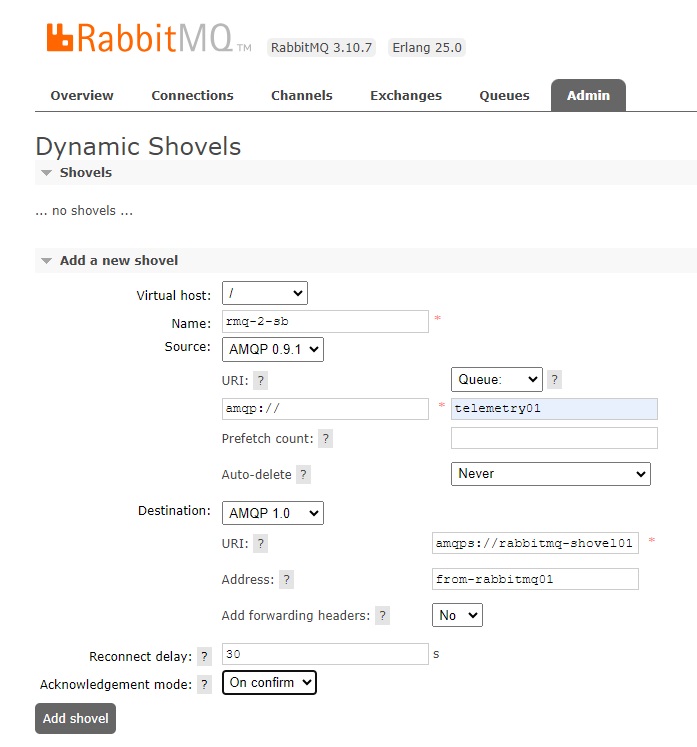 RabbitMQ TM RabbitMQ 3.10.7 Erlang 25.0
Overview Connections Channels Exchanges Queues Admin
Dynamic Shovels
Shovels
... no shovels ...
Add a new shovel
Virtual host: /
Name: rmq-2-sb *
Source: AMQP 0.9.1
URI: ? Queue: ?
amqp:// * telemetry01
Prefetch count: ?
Auto-delete ? Never
Destination: AMQP 1.0
URI: ? amqps://rabbitmq-shovel01 *
Address: ? from-rabbitmq01
Add forwarding headers: ? No
Reconnect delay: ? 30 s
Acknowledgement mode: ? On confirm
Add shovel